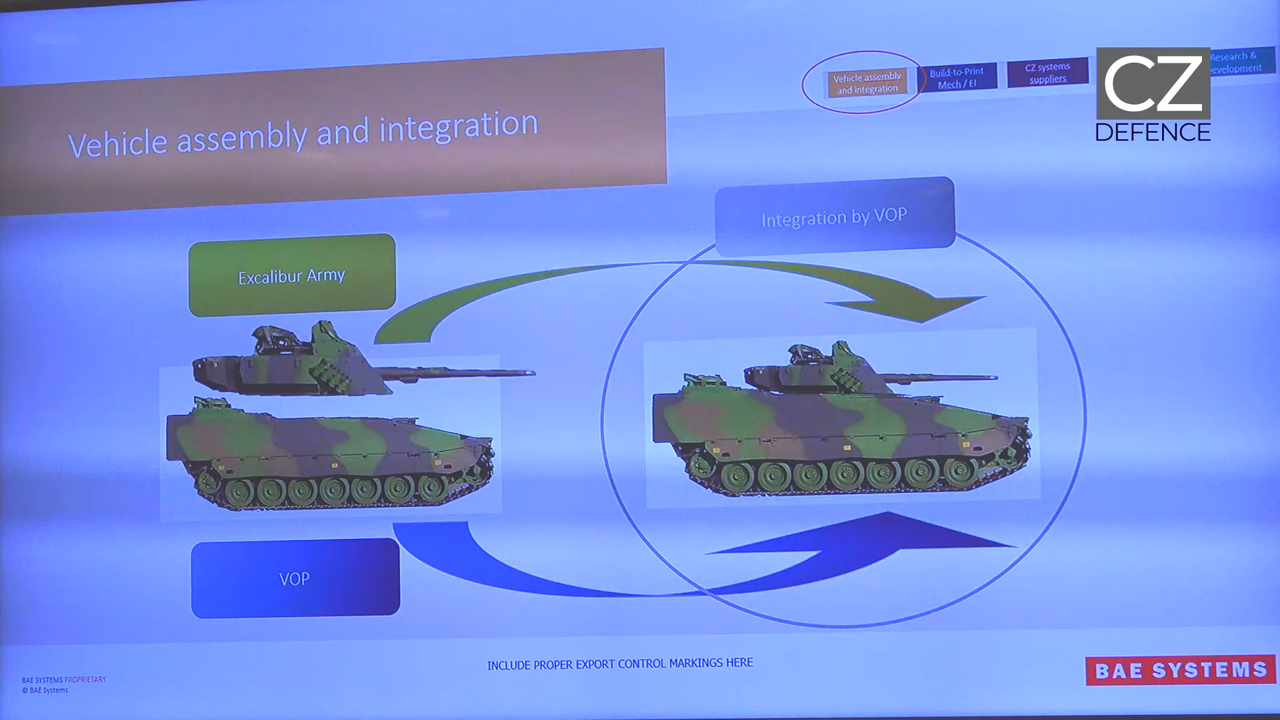 Vehicle assembly and integration
Vehicle assembly
and integration
Build-to-Print
Mech / El
CZ systems
suppliers
Research &
Development
CZ
DEFENCE
Integration by VOP
Excalibur Army
VOP
INCLUDE PROPER EXPORT CONTROL MARKINGS HERE
BAE SYSTEMS PROPRIETARY
© BAE Systems
BAE SYSTEMS